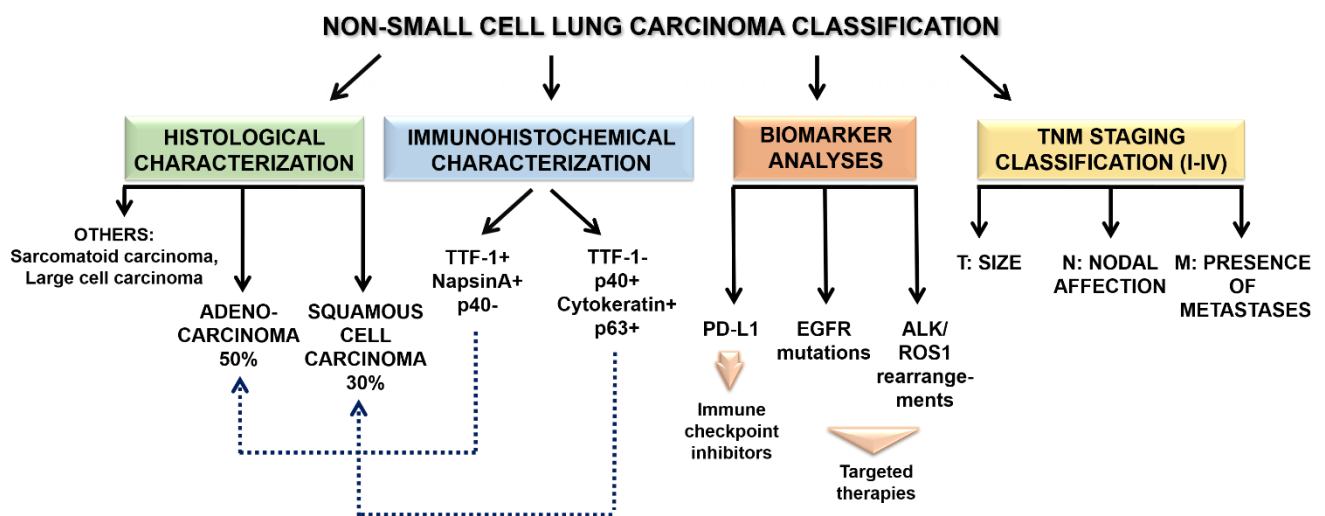 NON-SMALL CELL LUNG CARCINOMA CLASSIFICATION
HISTOLOGICAL
CHARACTERIZATION
OTHERS:
Sarcomatoid carcinoma,
Large cell carcinoma
ADENO-
CARCINOMA
50%
SQUAMOUS
CELL
CARCINOMA
30%
IMMUNOHISTOCHEMICAL
CHARACTERIZATION
TTF-1+
NapsinA+
p40-
TTF-1-
p40+
Cytokeratin+
p63+
BIOMARKER
ANALYSES
PD-L1
Immune
checkpoint
inhibitors
EGFR
mutations
ALK/
ROS1
rearrange-
ments
Targeted
therapies
TNM STAGING
CLASSIFICATION (I-IV)
T: SIZE
N: NODAL
AFFECTION
M: PRESENCE
OF
METASTASES